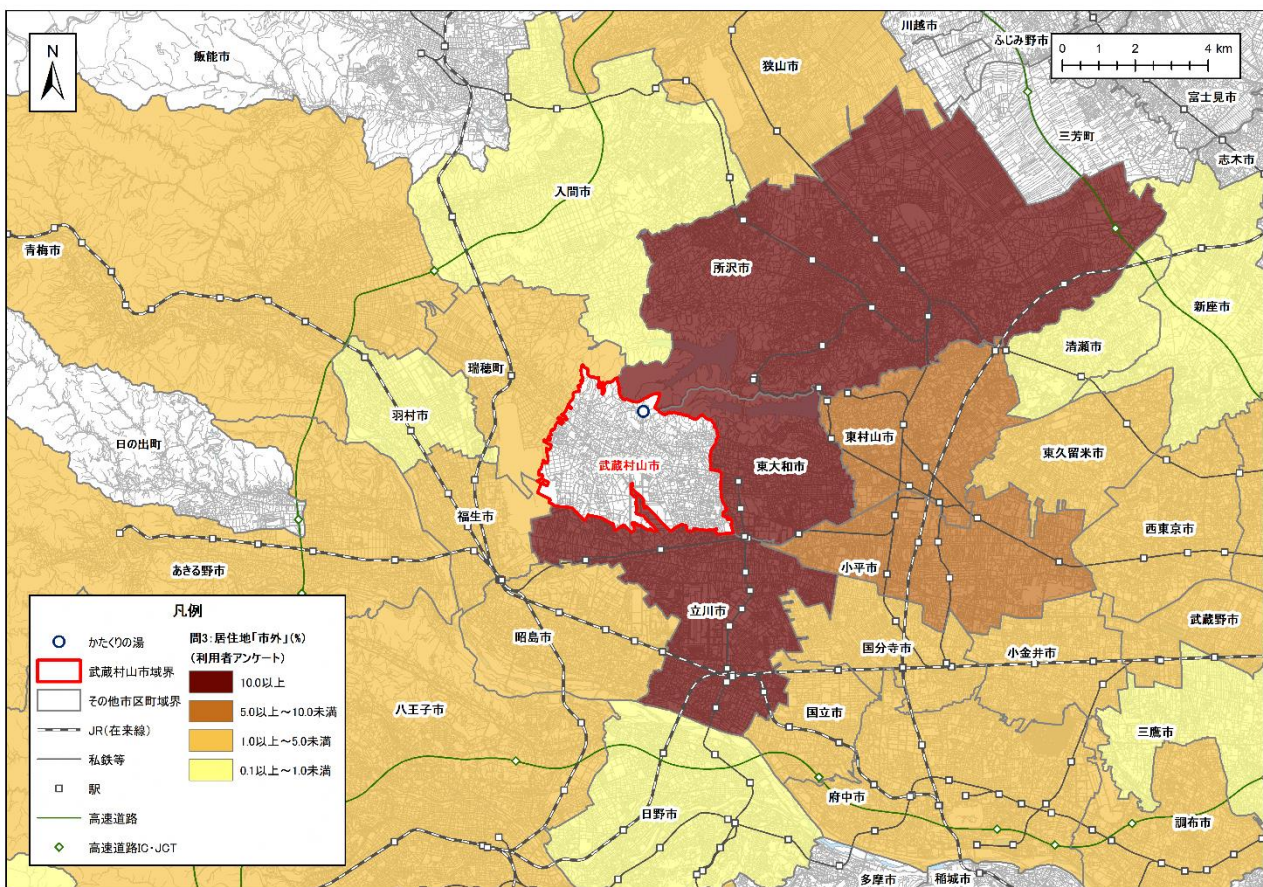 N
0 1 2 4 km
飯能市
川越市
ふじみ野市
狭山市
富士見市
三芳町
志木市
入間市
青梅市
所沢市
新座市
清瀬市
瑞穂町
羽村市
東村山市
日の出町
武蔵村山市
東大和市
東久留米市
福生市
西東京市
あきる野市
小平市
立川市
武蔵野市
昭島市
国分寺市
小金井市
八王子市
国立市
三鷹市
府中市
日野市
調布市
多摩市
稲城市
凡例
かたくりの湯
武蔵村山市域界
その他市区町域界
JR(在来線)
私鉄等
駅
高速道路
高速道路IC・JCT
問3:居住地「市外」(%)
(利用者アンケート)
10.0以上
5.0以上～10.0未満
1.0以上～5.0未満
0.1以上～1.0未満